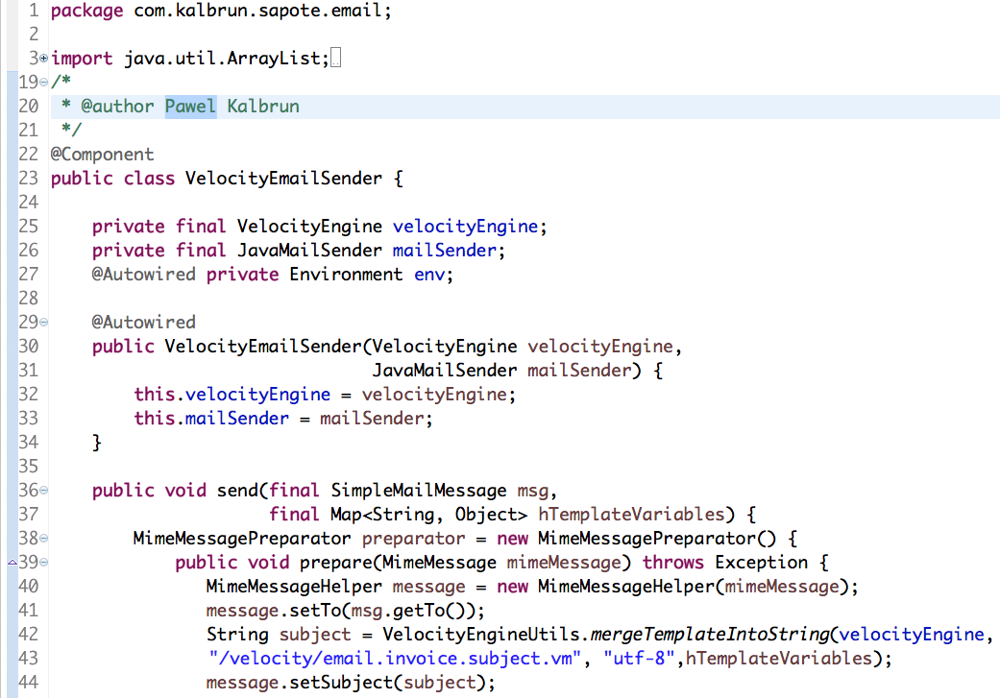 1 package com.kalbrun.sapote.email;
2
3 import java.util.ArrayList;
19 /*
20  * @author Pawel Kalbrun
21  */
22 @Component
23 public class VelocityEmailSender {
24
25     private final VelocityEngine velocityEngine;
26     private final JavaMailSender mailSender;
27     @Autowired private Environment env;
28
29     @Autowired
30     public VelocityEmailSender(VelocityEngine velocityEngine,
31                                JavaMailSender mailSender) {
32         this.velocityEngine = velocityEngine;
33         this.mailSender = mailSender;
34     }
35
36     public void send(final SimpleMailMessage msg,
37                      final Map<String, Object> hTemplateVariables) {
38         MimeMessagePreparator preparator = new MimeMessagePreparator() {
39             public void prepare(MimeMessage mimeMessage) throws Exception {
40                MimeMessageHelper message = new MimeMessageHelper(mimeMessage);
41                message.setTo(msg.getTo());
42                String subject = VelocityEngineUtils.mergeTemplateIntoString(velocityEngine,
43                "/velocity/email.invoice.subject.vm", "utf-8",hTemplateVariables);
44                message.setSubject(subject);